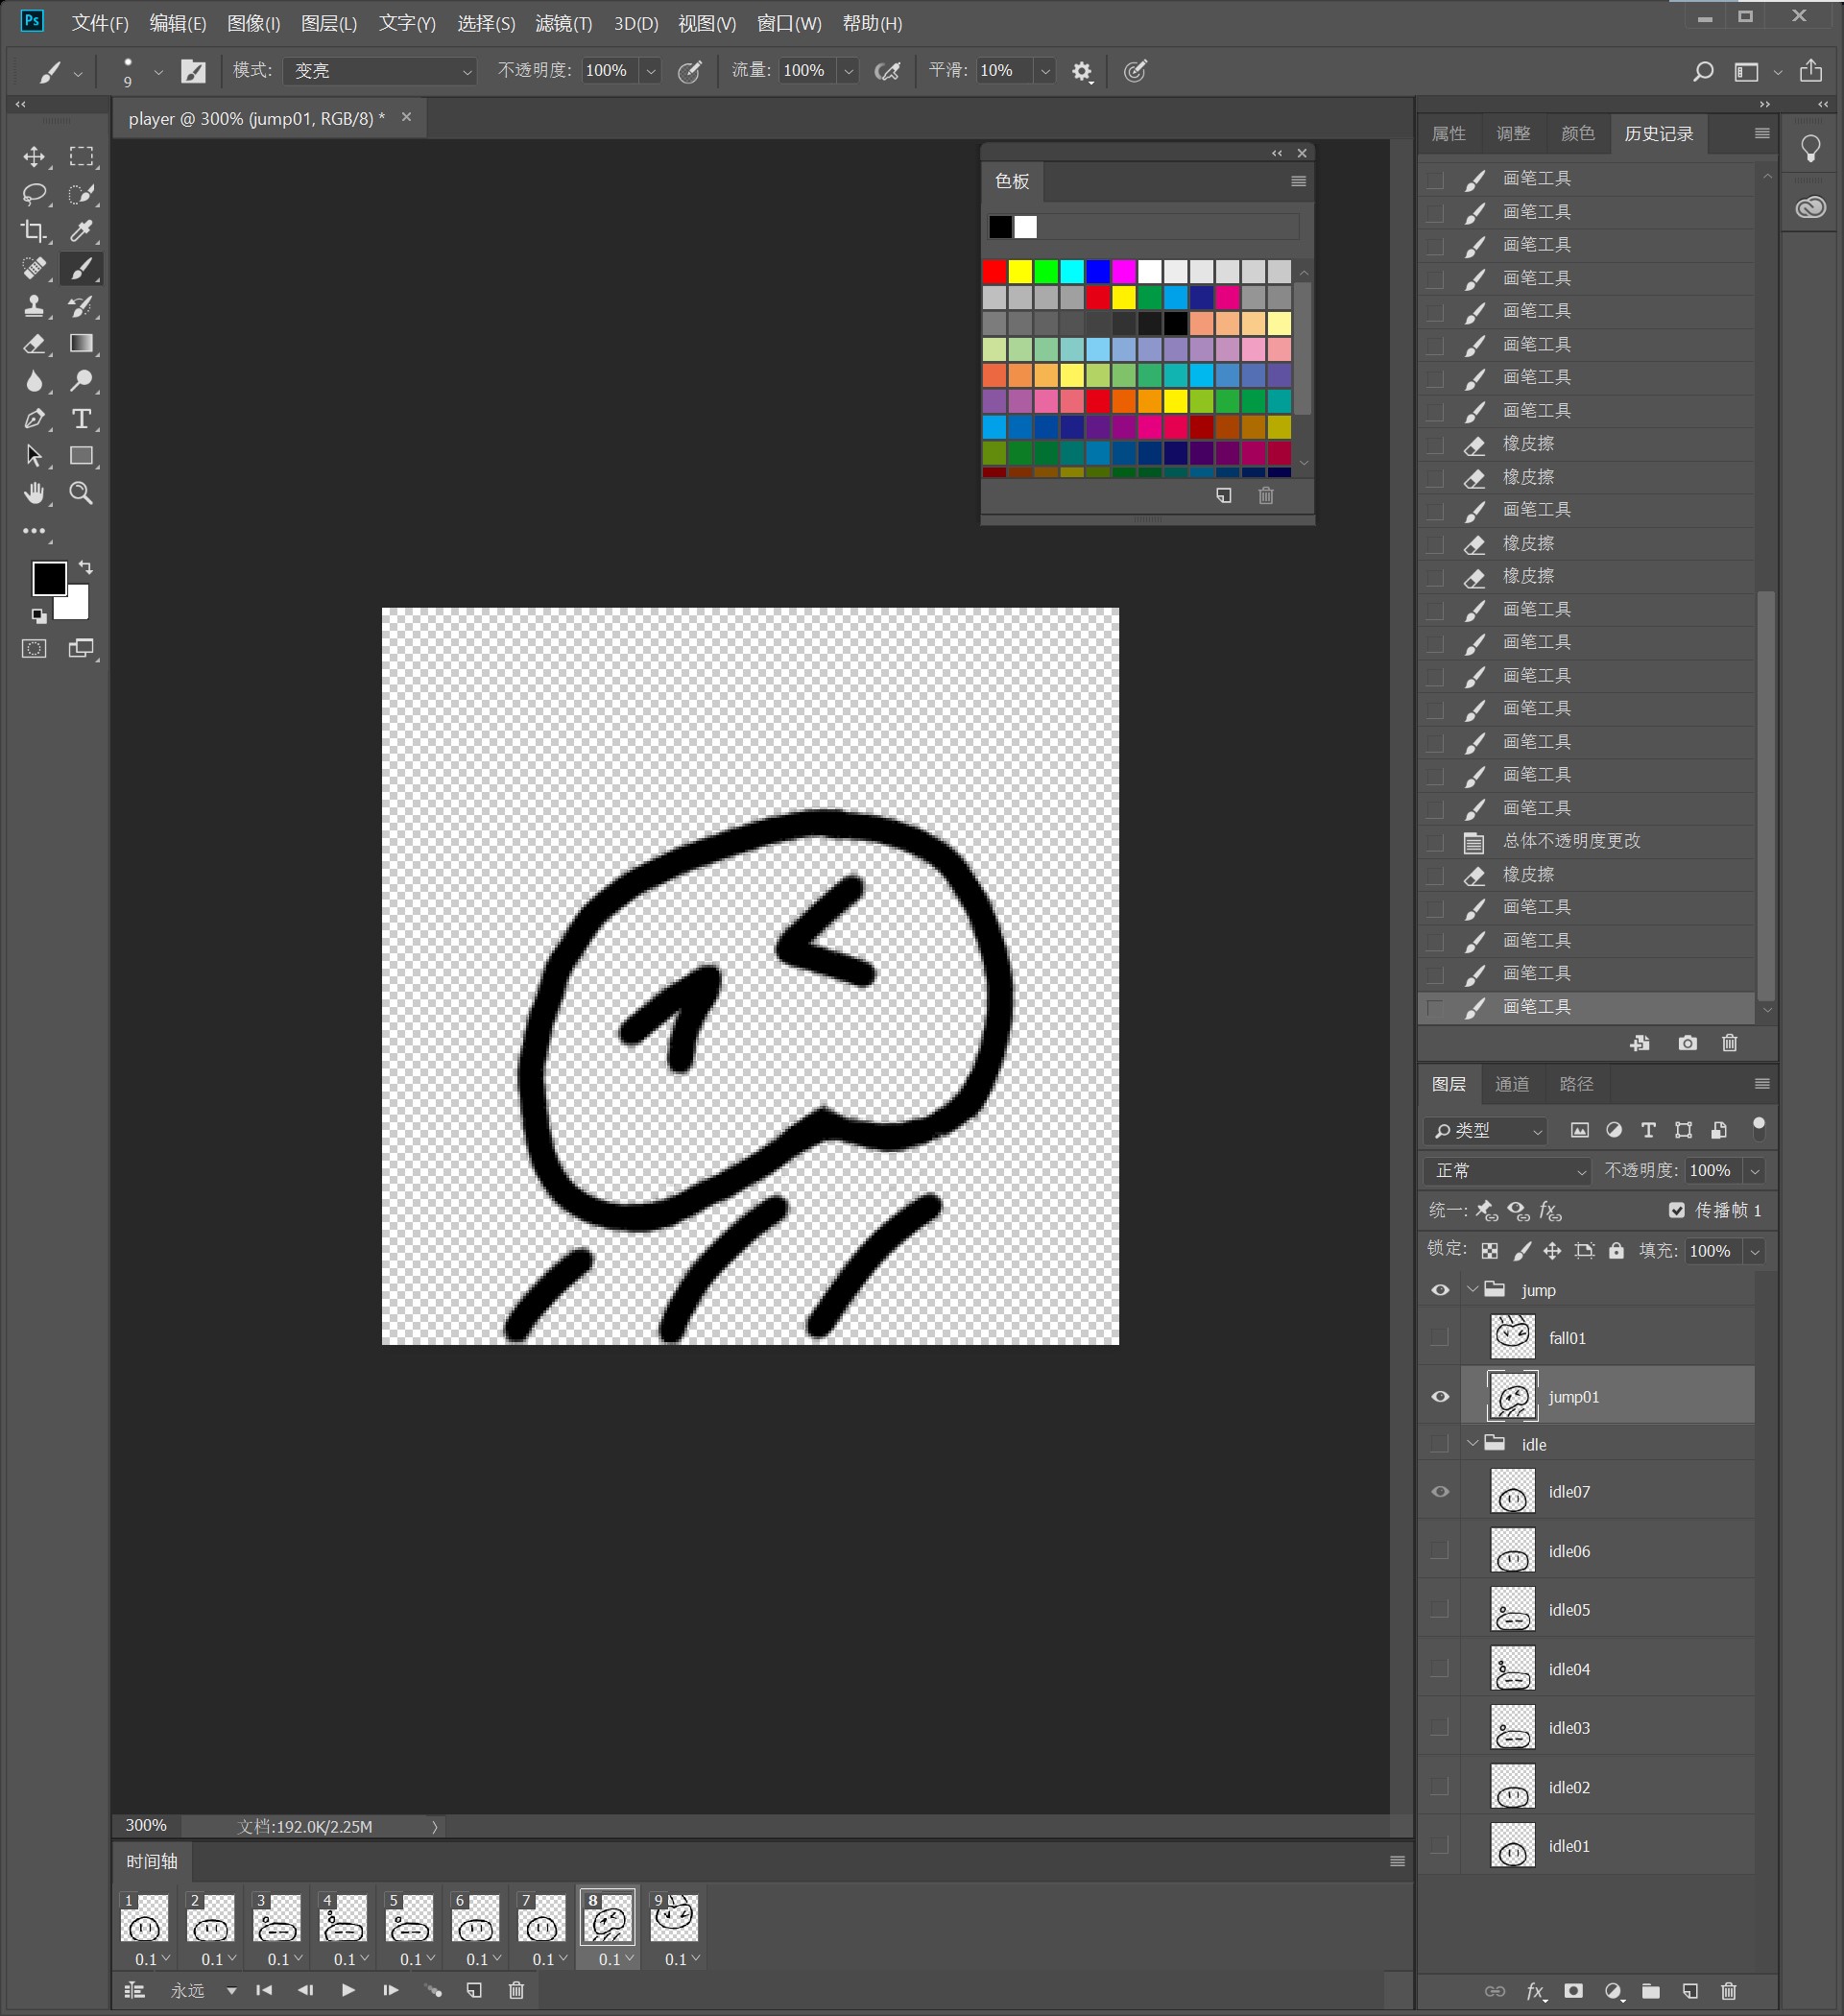 Ps 文件(F) 编辑(E) 图像(I) 图层(L) 文字(Y) 选择(S) 滤镜(T) 3D(D) 视图(V) 窗口(W) 帮助(H)
9 模式: 变亮 不透明度: 100% 流量: 100% 平滑: 10%
player @ 300% (jump01, RGB/8) *
色板
属性 调整 颜色 历史记录
画笔工具
画笔工具
画笔工具
画笔工具
画笔工具
画笔工具
画笔工具
画笔工具
橡皮擦
橡皮擦
画笔工具
橡皮擦
橡皮擦
画笔工具
画笔工具
画笔工具
画笔工具
画笔工具
画笔工具
画笔工具
总体不透明度更改
橡皮擦
画笔工具
画笔工具
画笔工具
画笔工具
图层 通道 路径
类型
正常 不透明度: 100%
统一: 传播帧 1
锁定: 填充: 100%
jump
fall01
jump01
idle
idle07
idle06
idle05
idle04
idle03
idle02
idle01
300% 文档:192.0K/2.25M
时间轴
1 2 3 4 5 6 7 8 9
0.1 0.1 0.1 0.1 0.1 0.1 0.1 0.1 0.1
永远